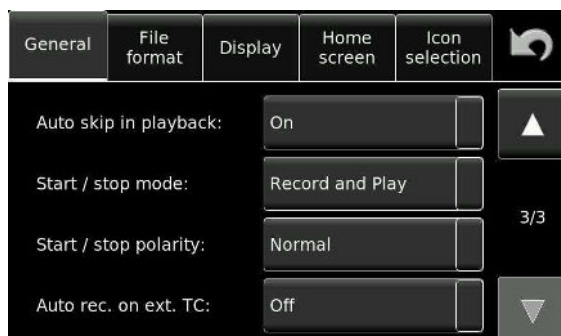 General
File
format
Display
Home
screen
Icon
selection
Auto skip in playback: On
Start / stop mode: Record and Play
3/3
Start / stop polarity: Normal
Auto rec. on ext. TC: Off